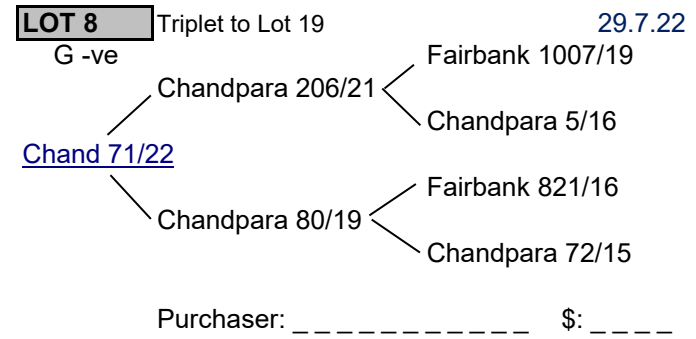 LOT 8 Triplet to Lot 19 29.7.22
G -ve Fairbank 1007/19
Chandpara 206/21
Chandpara 5/16
Chand 71/22
Fairbank 821/16
Chandpara 80/19
Chandpara 72/15
Purchaser: _ _ _ _ _ _ _ _ _ _ _ $: _ _ _ _